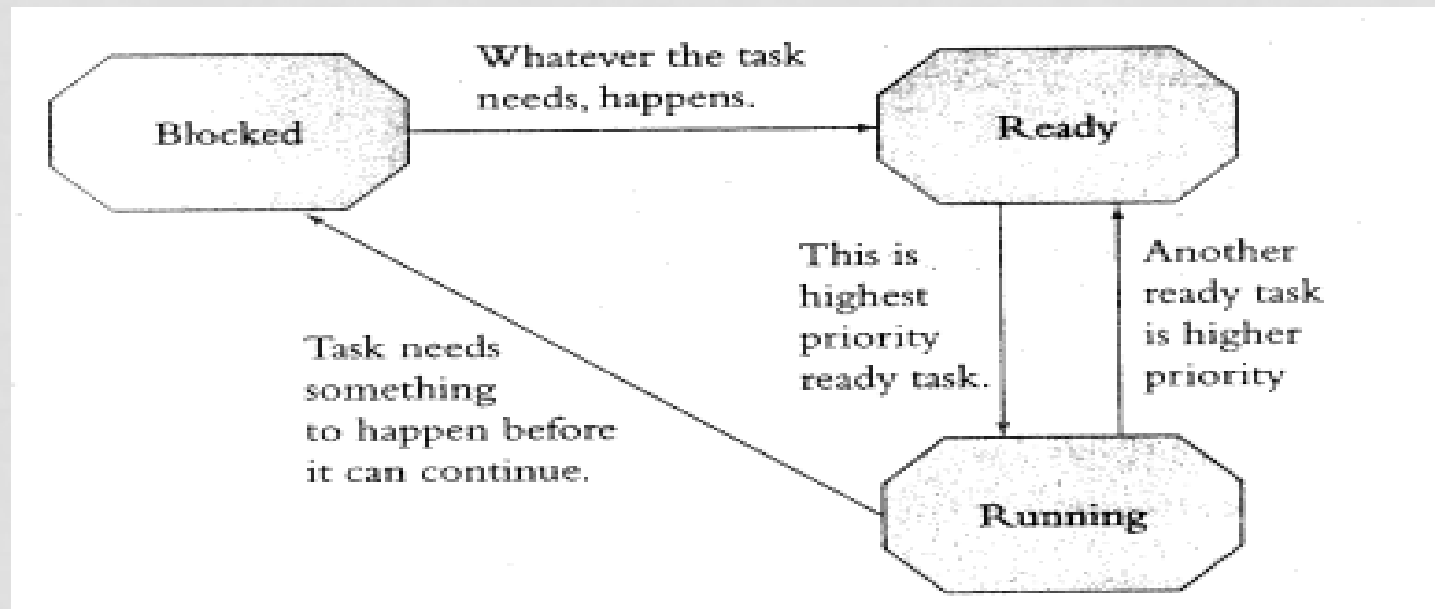 Whatever the task
needs, happens.
Blocked
Ready
This is
highest
priority
ready task.
Another
ready task
is higher
priority
Task needs
something
to happen before
it can continue.
Running